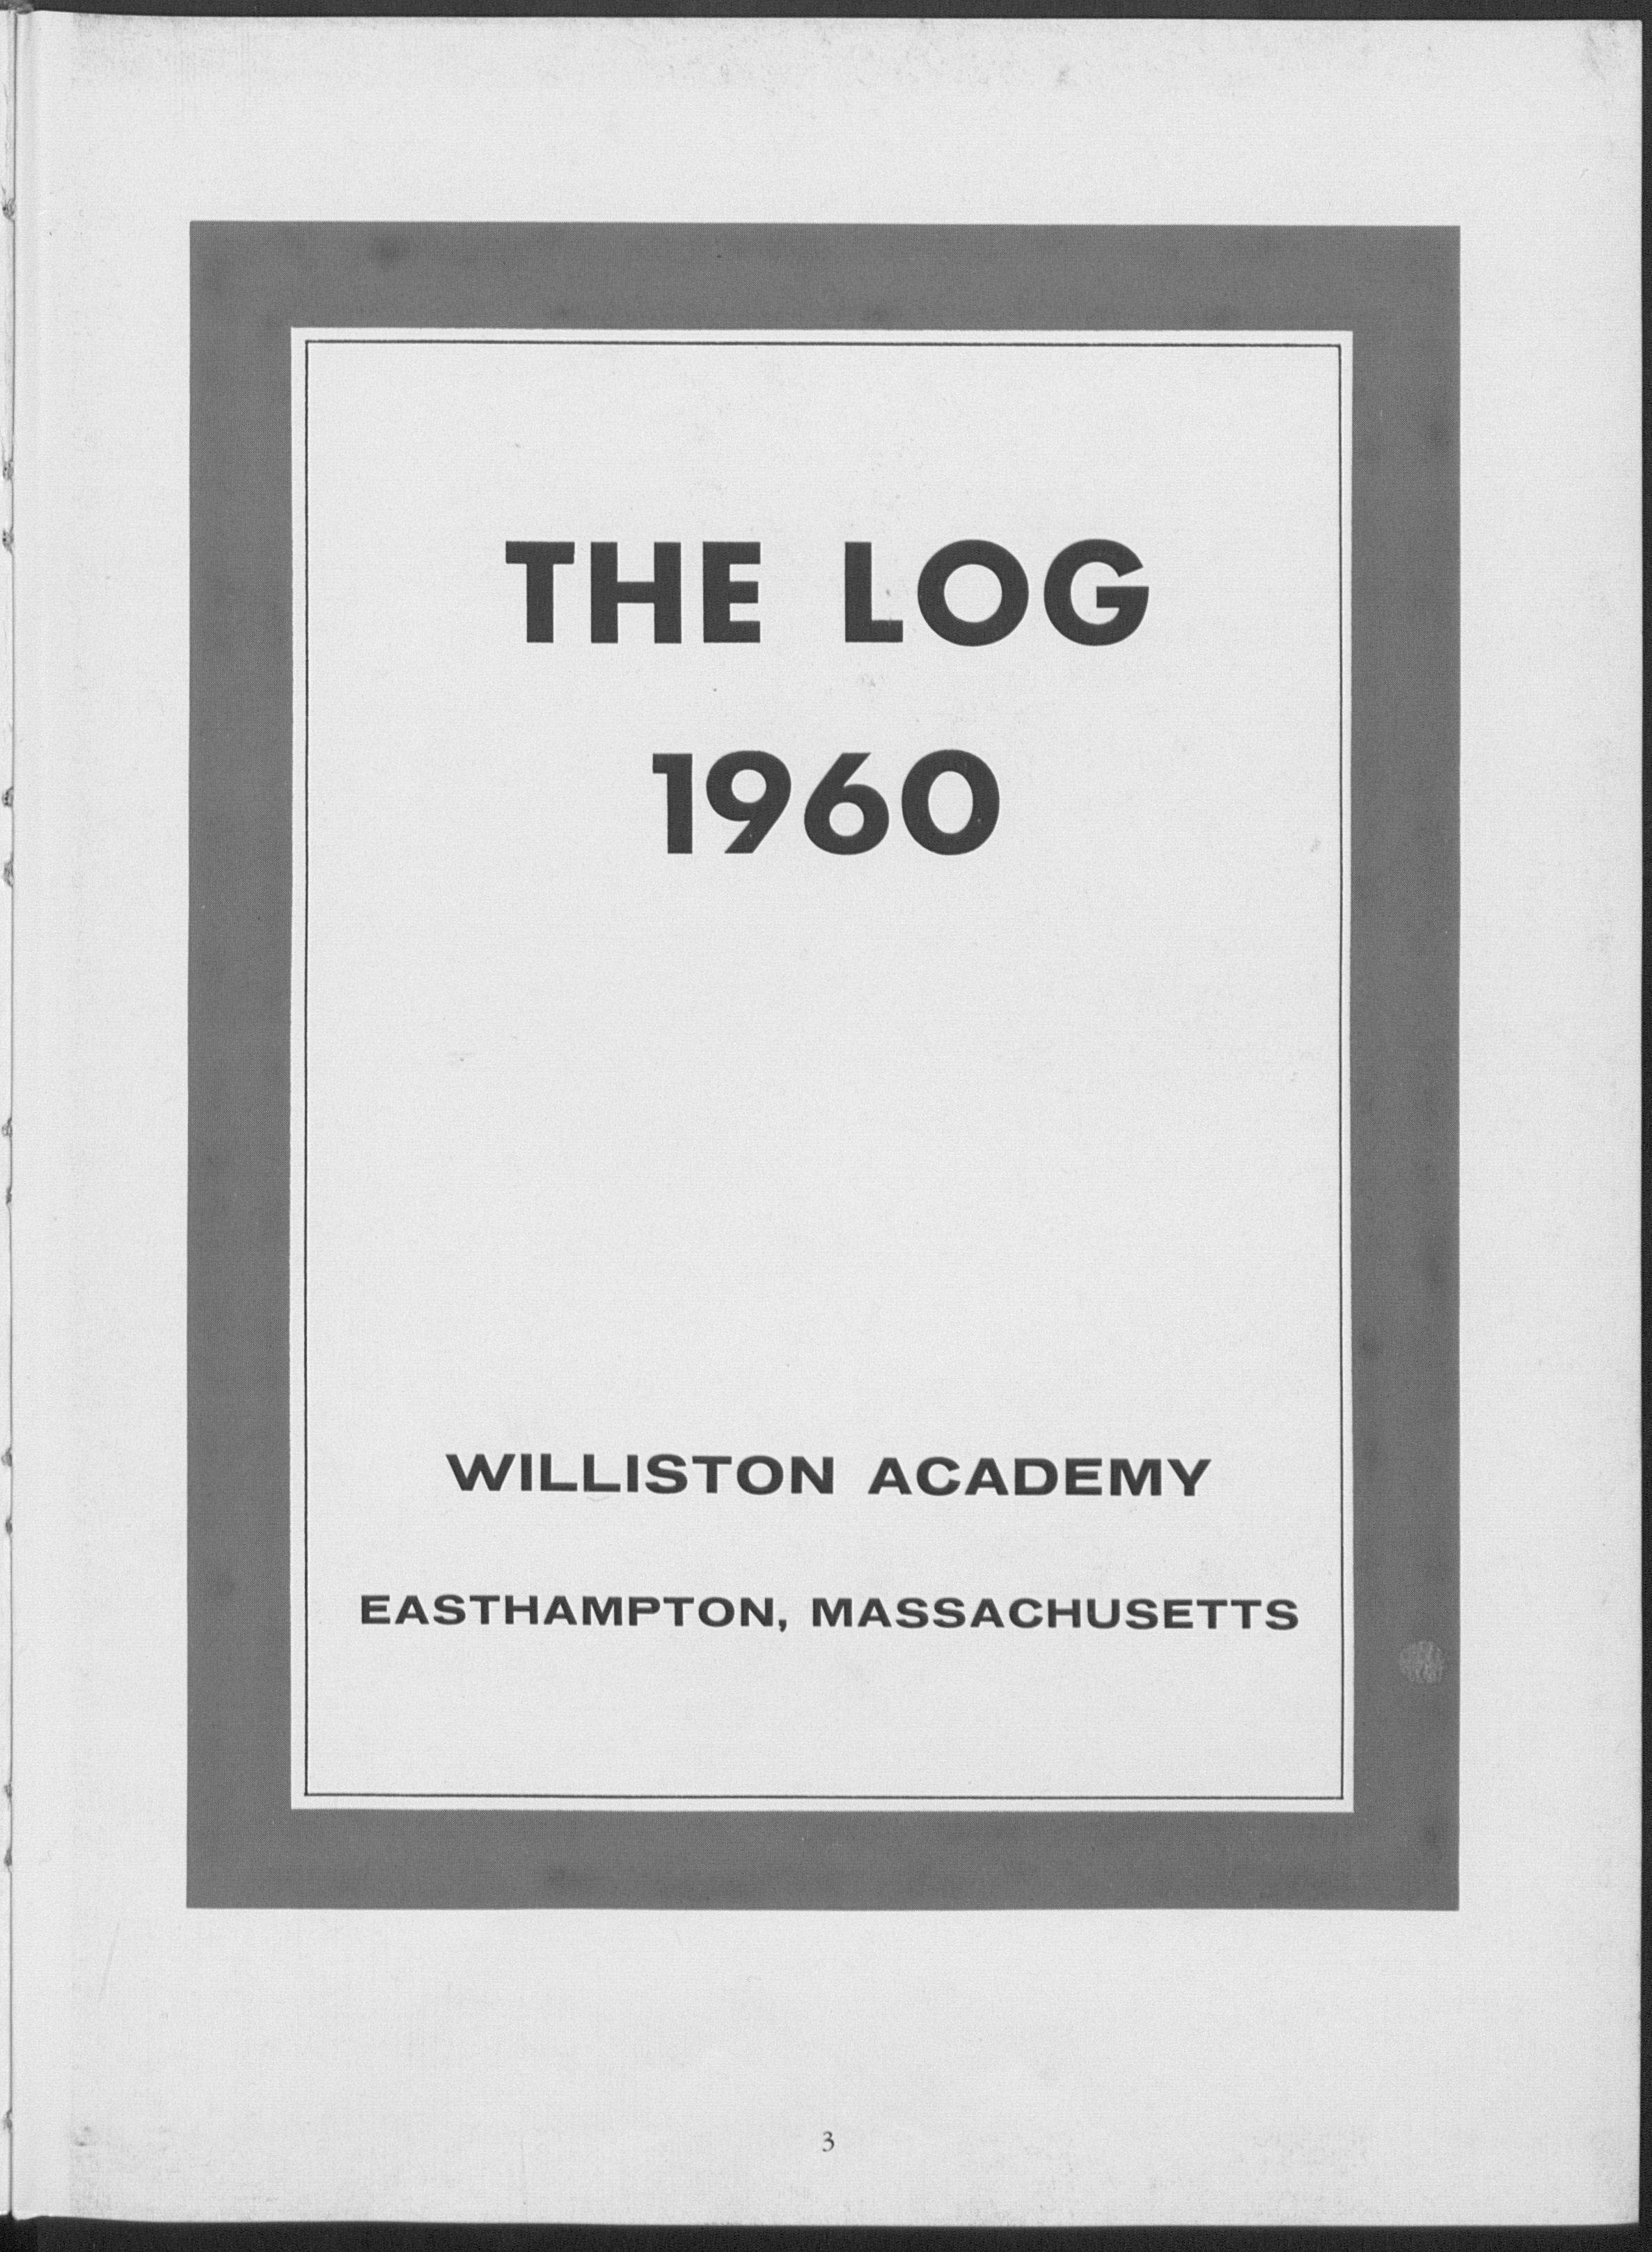 THE LOG
1960
WILLISTON ACADEMY
EASTHAMPTON, MASSACHUSETTS
3